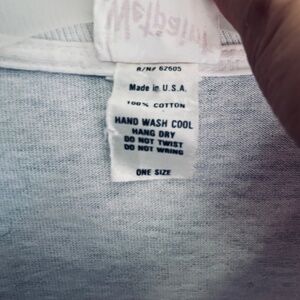 R/N# 62605
Made in U.S.A.
100% COTTON
HAND WASH COOL
HANG DRY
DO NOT TWIST
DO NOT WRING
ONE SIZE